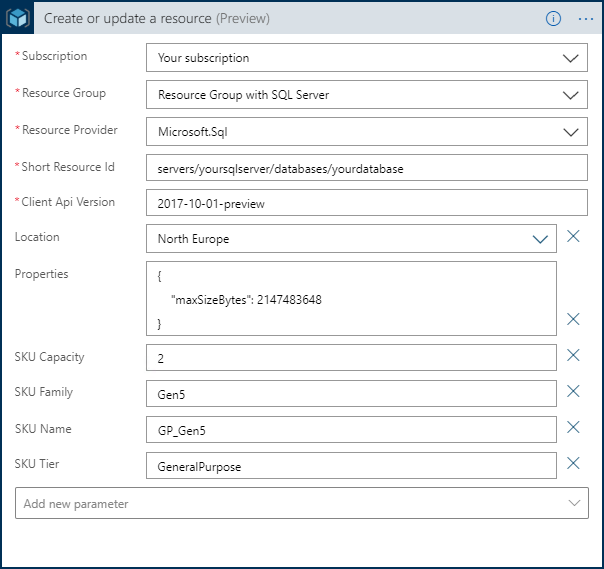 Create or update a resource (Preview)
*Subscription Your subscription
*Resource Group Resource Group with SQL Server
*Resource Provider Microsoft.Sql
*Short Resource Id servers/yoursqlserver/databases/yourdatabase
*Client Api Version 2017-10-01-preview
Location North Europe
Properties {
"maxSizeBytes": 2147483648
}
SKU Capacity 2
SKU Family Gen5
SKU Name GP_Gen5
SKU Tier GeneralPurpose
Add new parameter